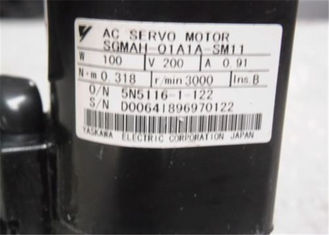 AC SERVO MOTOR
SGMAH-01A1A-SM11
W 100 V 200 A 0.91
N·m 0.318 r/min 3000 Ins.B
O/N 5N5116-1-122
S/N D00641896970122
YASKAWA ELECTRIC CORPORATION JAPAN